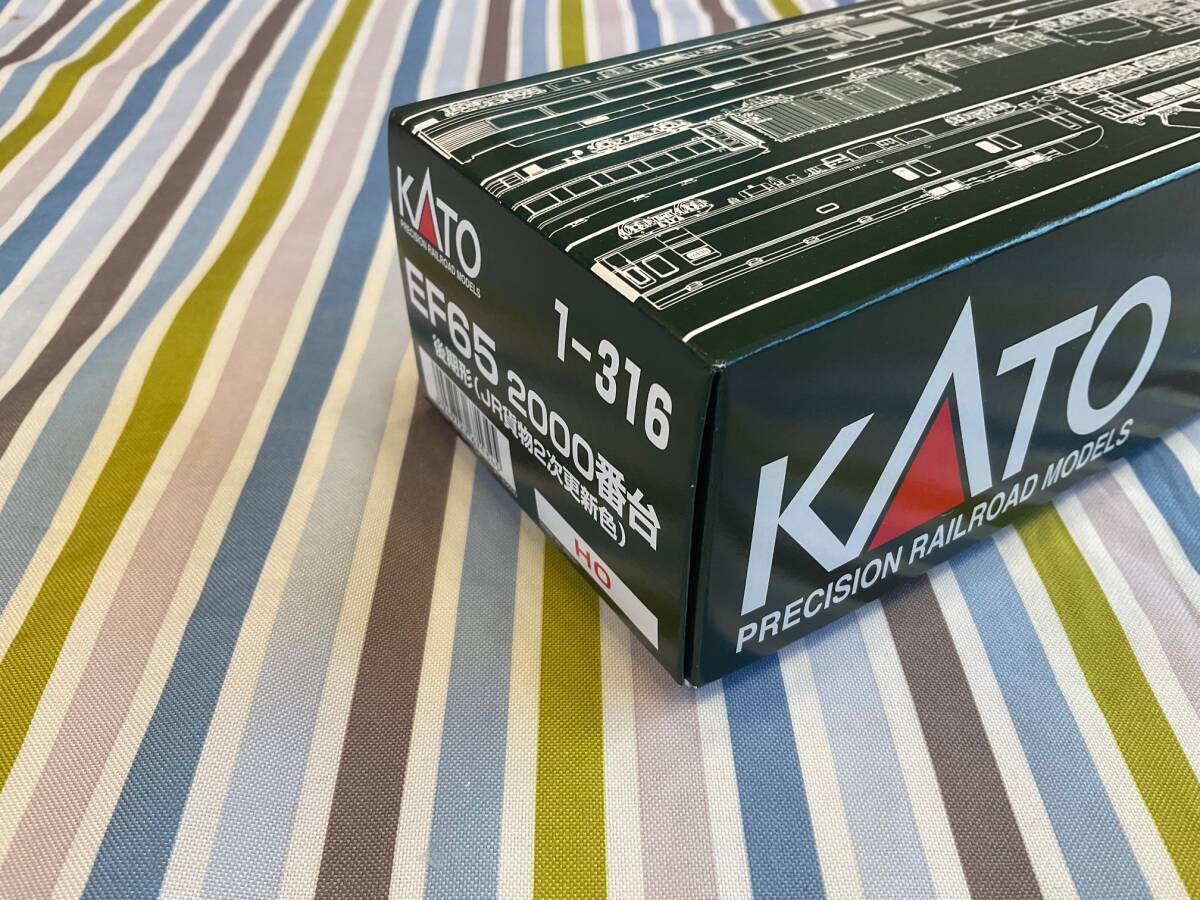 KATO
PRECISION RAILROAD MODELS
1-316
EF65 2000番台
後期形(JR貨物2次更新色)
HO
KATO
PRECISION RAILROAD MODELS